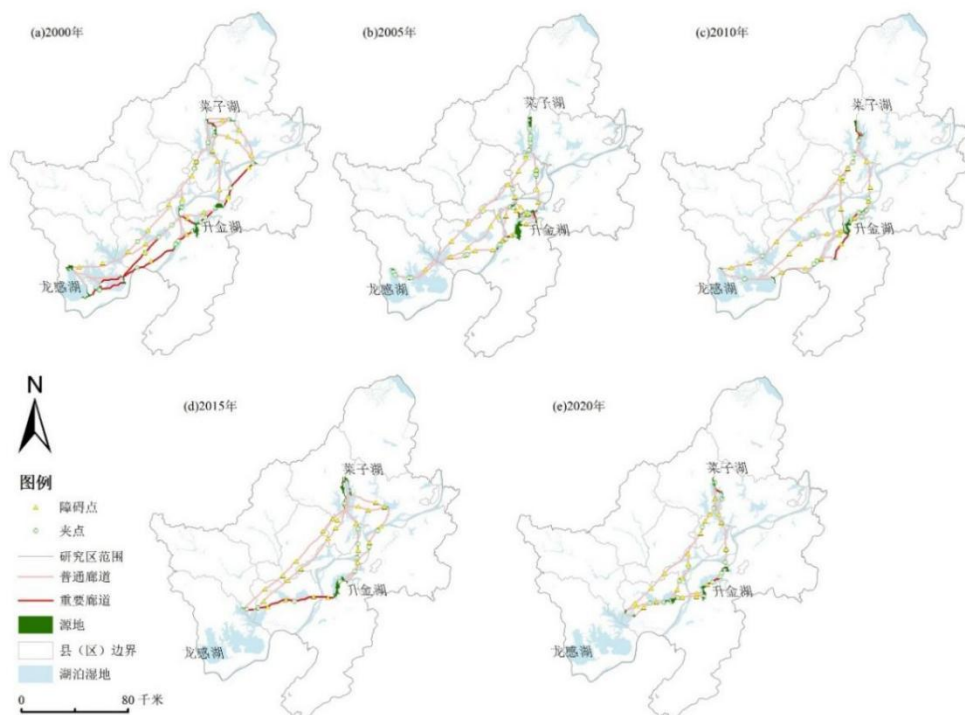 (a)2000年
(b)2005年
(c)2010年
菜子湖
菜子湖
菜子湖
升金湖
升金湖
升金湖
龙感湖
龙感湖
龙感湖
N
(d)2015年
(e)2020年
菜子湖
菜子湖
图例
障碍点
夹点
研究区范围
普通廊道
重要廊道
源地
县（区）边界
湖泊湿地
升金湖
升金湖
龙感湖
龙感湖
0 80 千米